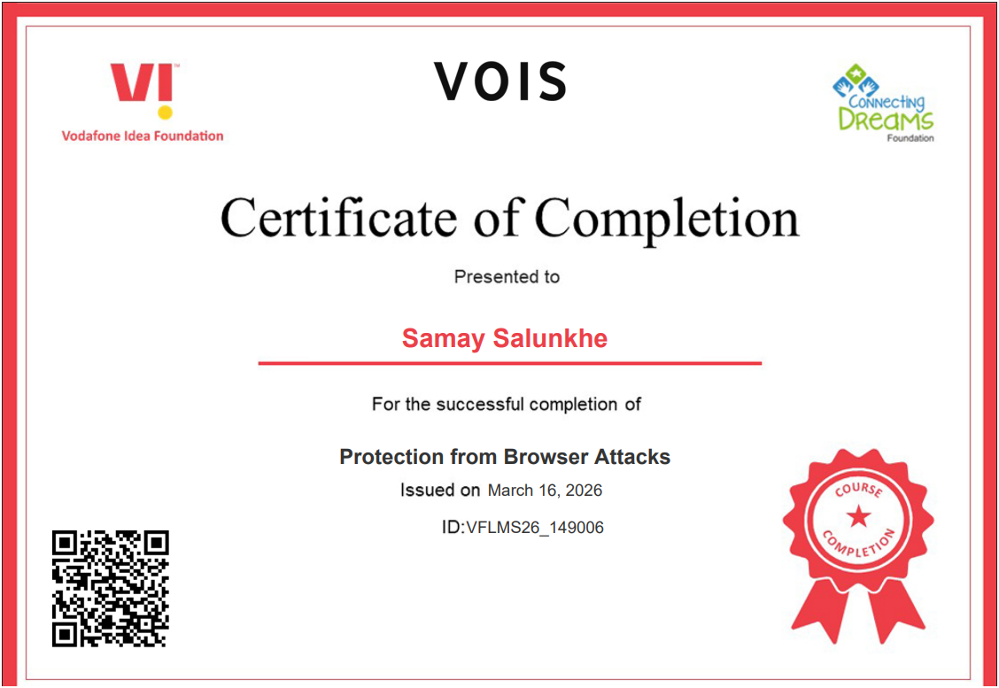 VI™
Vodafone Idea Foundation
VOIS
Connecting
Dreams
Foundation
Certificate of Completion
Presented to
Samay Salunkhe
For the successful completion of
Protection from Browser Attacks
Issued on March 16, 2026
ID:VFLMS26_149006
COURSE
COMPLETION